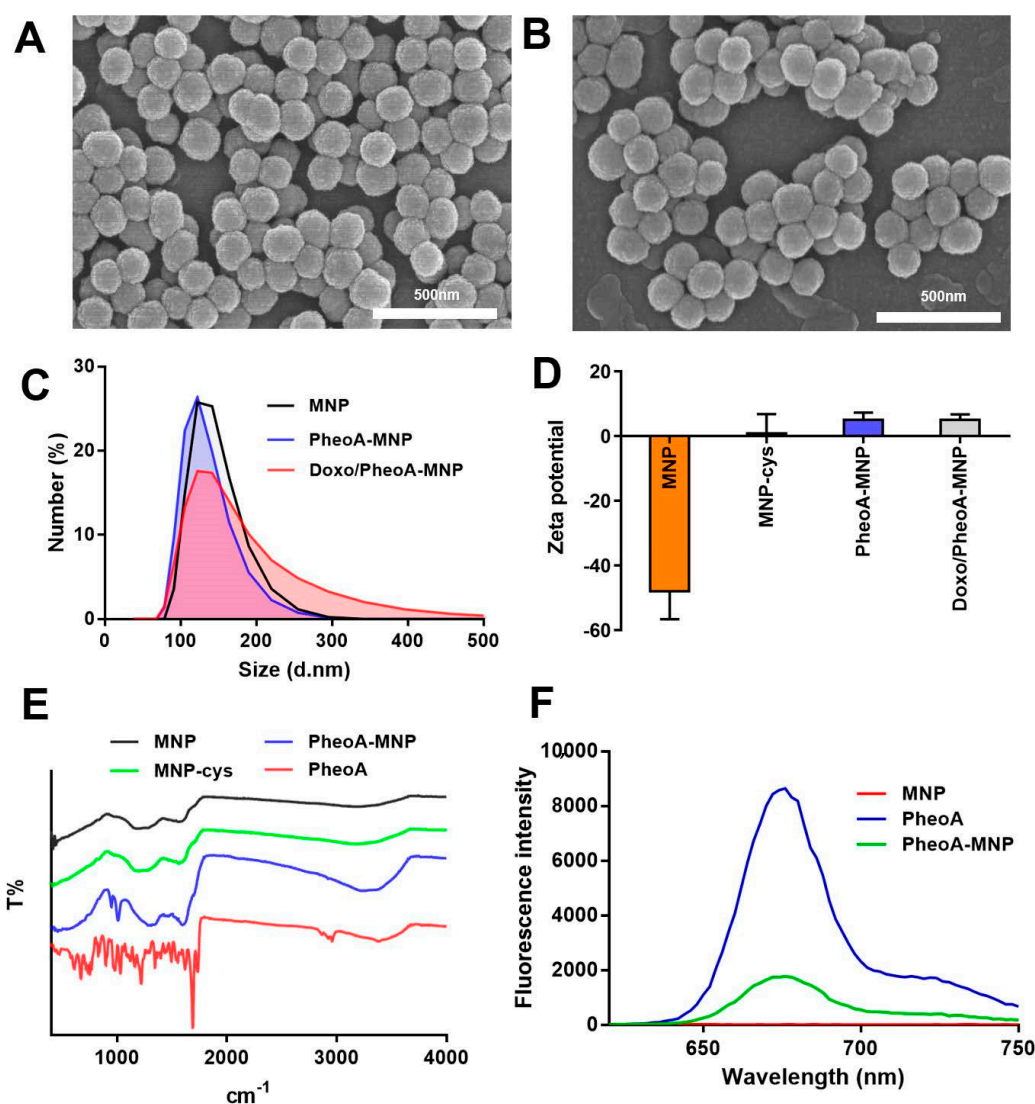 A
500nm
B
500nm
C
30
20
10
0
Number (%)
MNP
PheoA-MNP
Doxo/PheoA-MNP
0 100 200 300 400 500
Size (d.nm)
D
20
0
-20
-40
-60
Zeta potential
MNP
MNP-cys
PheoA-MNP
Doxo/PheoA-MNP
E
MNP PheoA-MNP
MNP-cys PheoA
T%
1000 2000 3000 4000
cm⁻¹
F
10,000
8000
6000
4000
2000
0
Fluorescence intensity
MNP
PheoA
PheoA-MNP
650 700 750
Wavelength (nm)